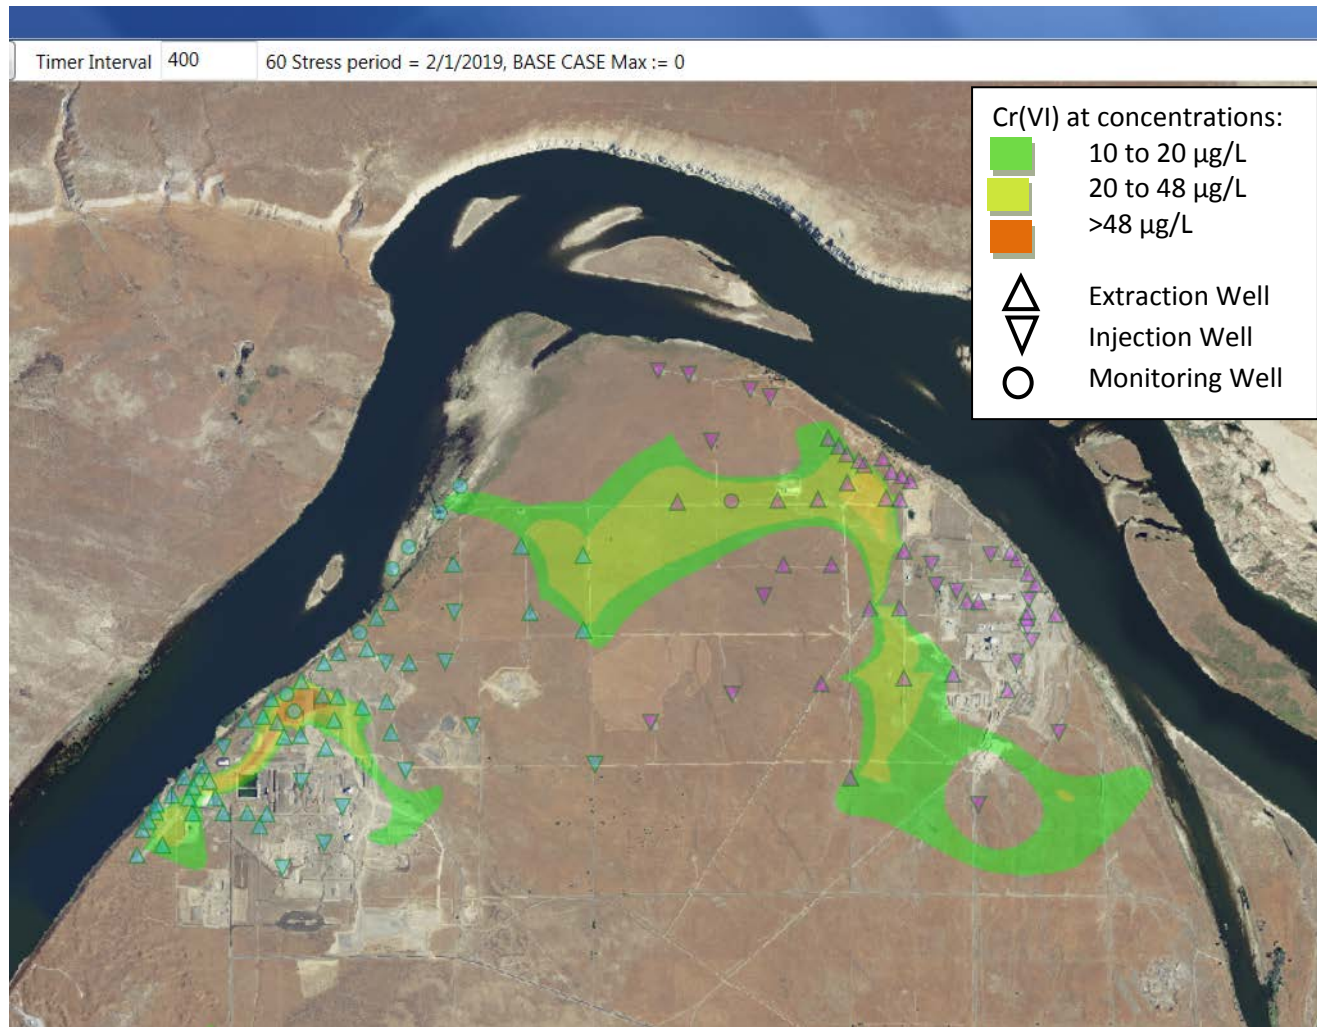 Timer Interval 400 60 Stress period = 2/1/2019, BASE CASE Max := 0
Cr(VI) at concentrations:
10 to 20 µg/L
20 to 48 µg/L
>48 µg/L
Extraction Well
Injection Well
Monitoring Well